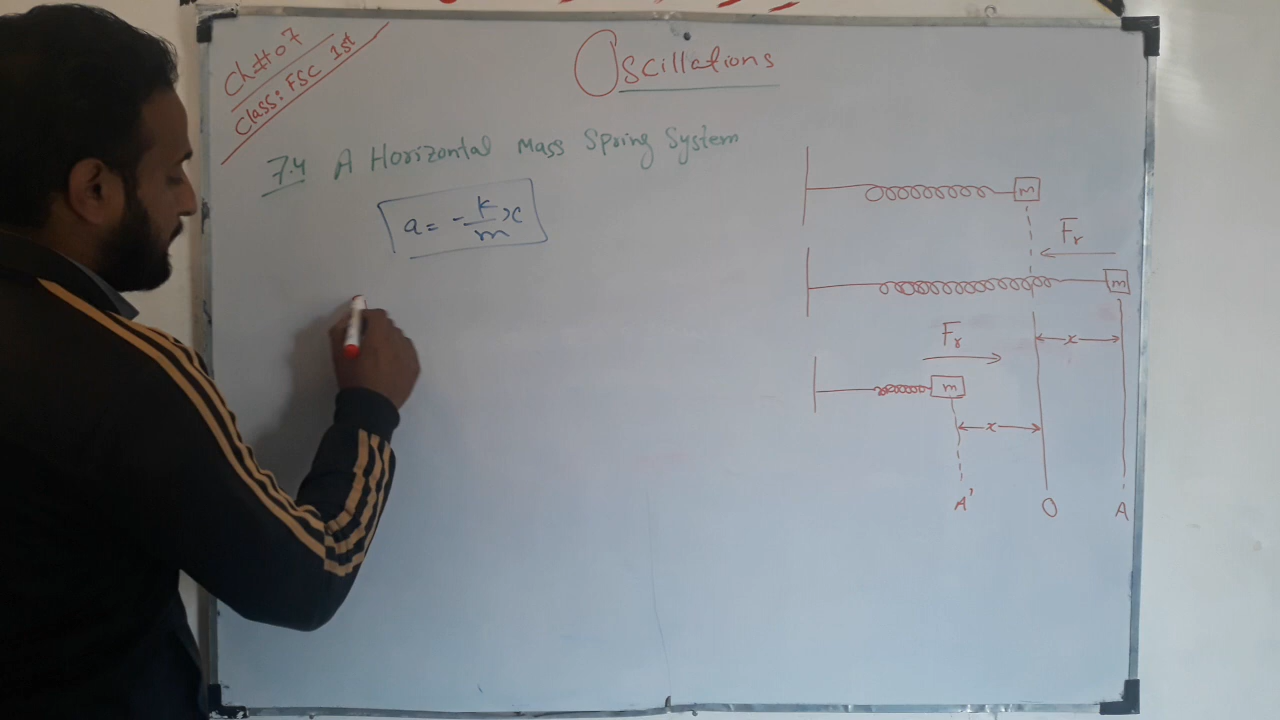 Ch#07
Class: FSC 1st
Oscillations
7.4 A Horizontal Mass Spring System
a = -k/m x
m
Fr
m
x
Fr
m
x
A'
O
A